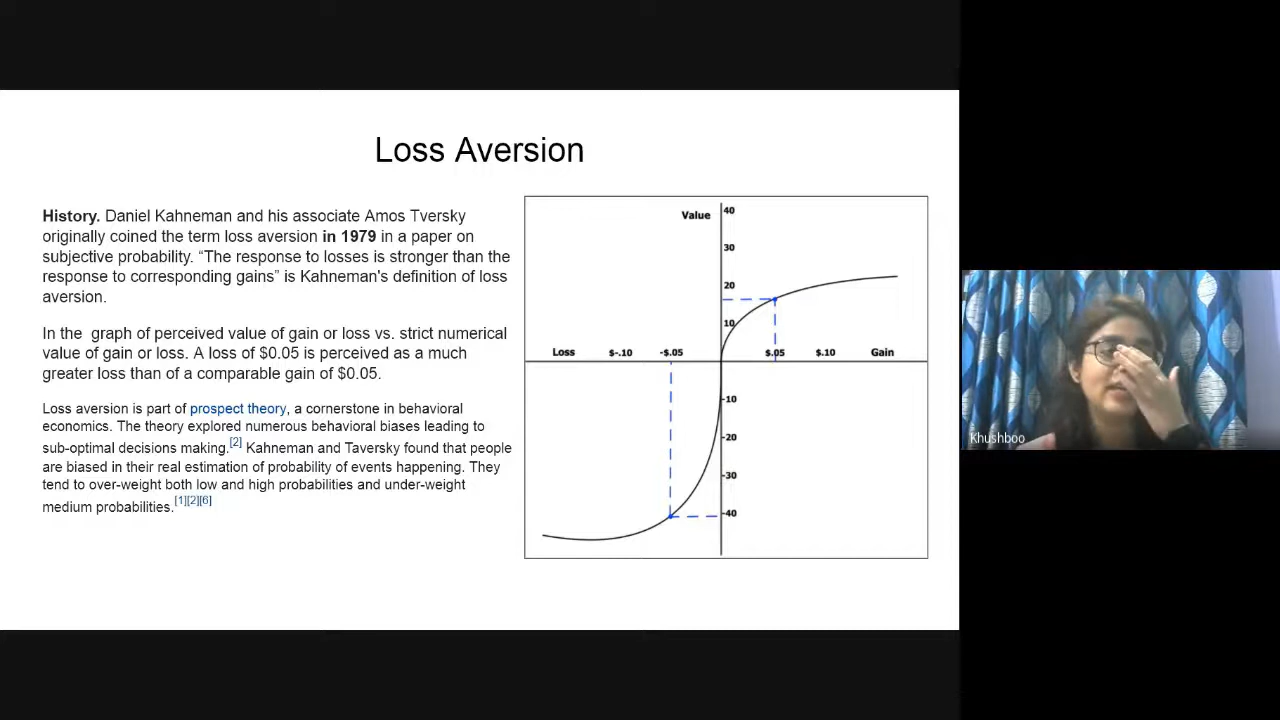 Loss Aversion
History. Daniel Kahneman and his associate Amos Tversky
originally coined the term loss aversion in 1979 in a paper on
subjective probability. “The response to losses is stronger than the
response to corresponding gains” is Kahneman's definition of loss
aversion.
In the graph of perceived value of gain or loss vs. strict numerical
value of gain or loss. A loss of $0.05 is perceived as a much
greater loss than of a comparable gain of $0.05.
Loss aversion is part of prospect theory, a cornerstone in behavioral
economics. The theory explored numerous behavioral biases leading to
sub-optimal decisions making.[2] Kahneman and Taversky found that people
are biased in their real estimation of probability of events happening. They
tend to over-weight both low and high probabilities and under-weight
medium probabilities.[1][2][6]
Value 40
30
20
10
Loss $-.10 -$.05 $.05 $.10 Gain
-10
-20
-30
-40
Khushboo